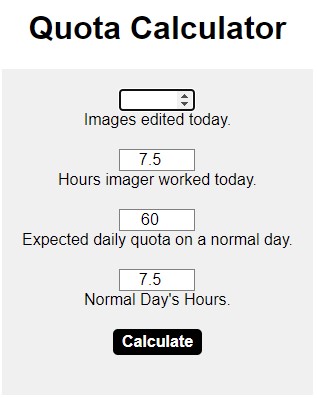 Quota Calculator
Images edited today.
7.5
Hours imager worked today.
60
Expected daily quota on a normal day.
7.5
Normal Day's Hours.
Calculate